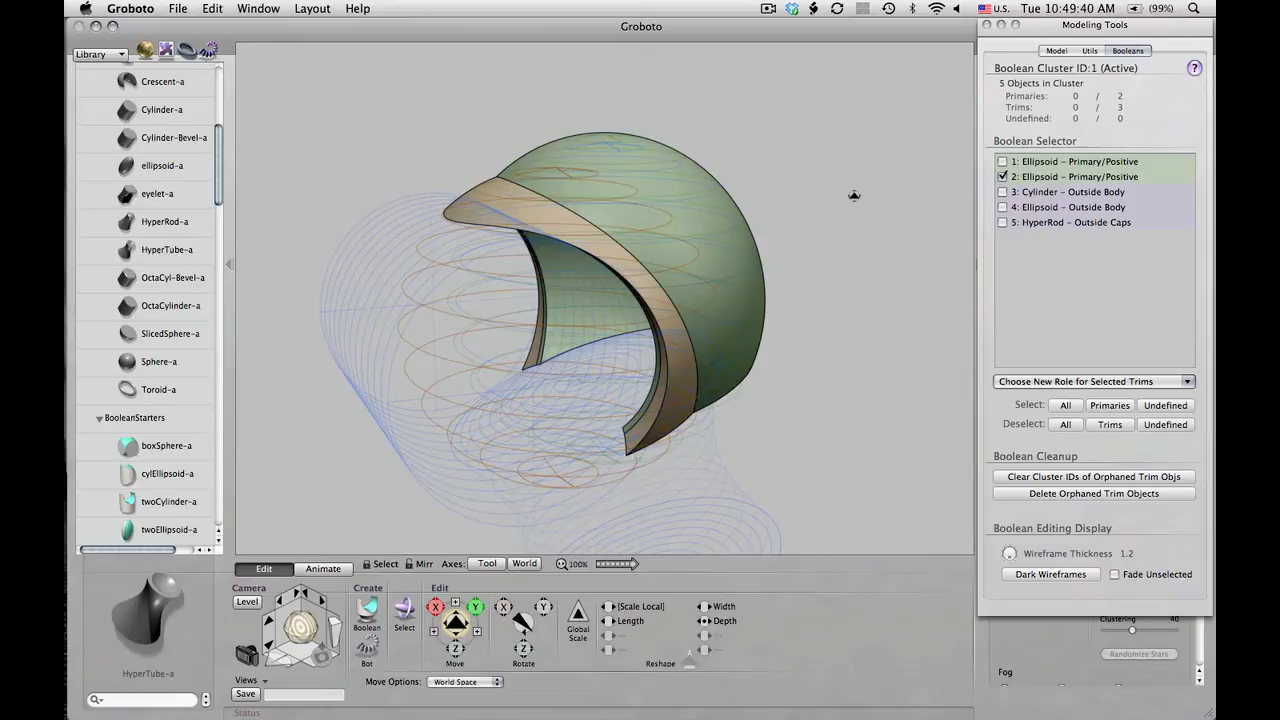 Groboto File Edit Window Layout Help U.S. Tue 10:49:40 AM (99%)
Groboto
Modeling Tools
Library
Crescent-a
Cylinder-a
Cylinder-Bevel-a
ellipsoid-a
eyelet-a
HyperRod-a
HyperTube-a
OctaCyl-Bevel-a
OctaCylinder-a
SlicedSphere-a
Sphere-a
Toroid-a
BooleanStarters
boxSphere-a
cylEllipsoid-a
twoCylinder-a
twoEllipsoid-a
HyperTube-a
Model Utils Booleans
Boolean Cluster ID:1 (Active) ?
5 Objects in Cluster
Primaries: 0 / 2
Trims: 0 / 3
Undefined: 0 / 0
Boolean Selector
1: Ellipsoid - Primary/Positive
2: Ellipsoid - Primary/Positive
3: Cylinder - Outside Body
4: Ellipsoid - Outside Body
5: HyperRod - Outside Caps
Choose New Role for Selected Trims
Select: All Primaries Undefined
Deselect: All Trims Undefined
Boolean Cleanup
Clear Cluster IDs of Orphaned Trim Objs
Delete Orphaned Trim Objects
Boolean Editing Display
Wireframe Thickness 1.2
Dark Wireframes Fade Unselected
Clustering 40
Randomize Stars
Fog
Edit Animate Select Mirr Axes: Tool World 100%
Camera Create Edit
Level
X Y X Y [Scale Local] Width
Length Depth
Boolean Select Global Scale
Z Z
Bot Move Rotate Reshape
Views
Save Move Options: World Space
Status